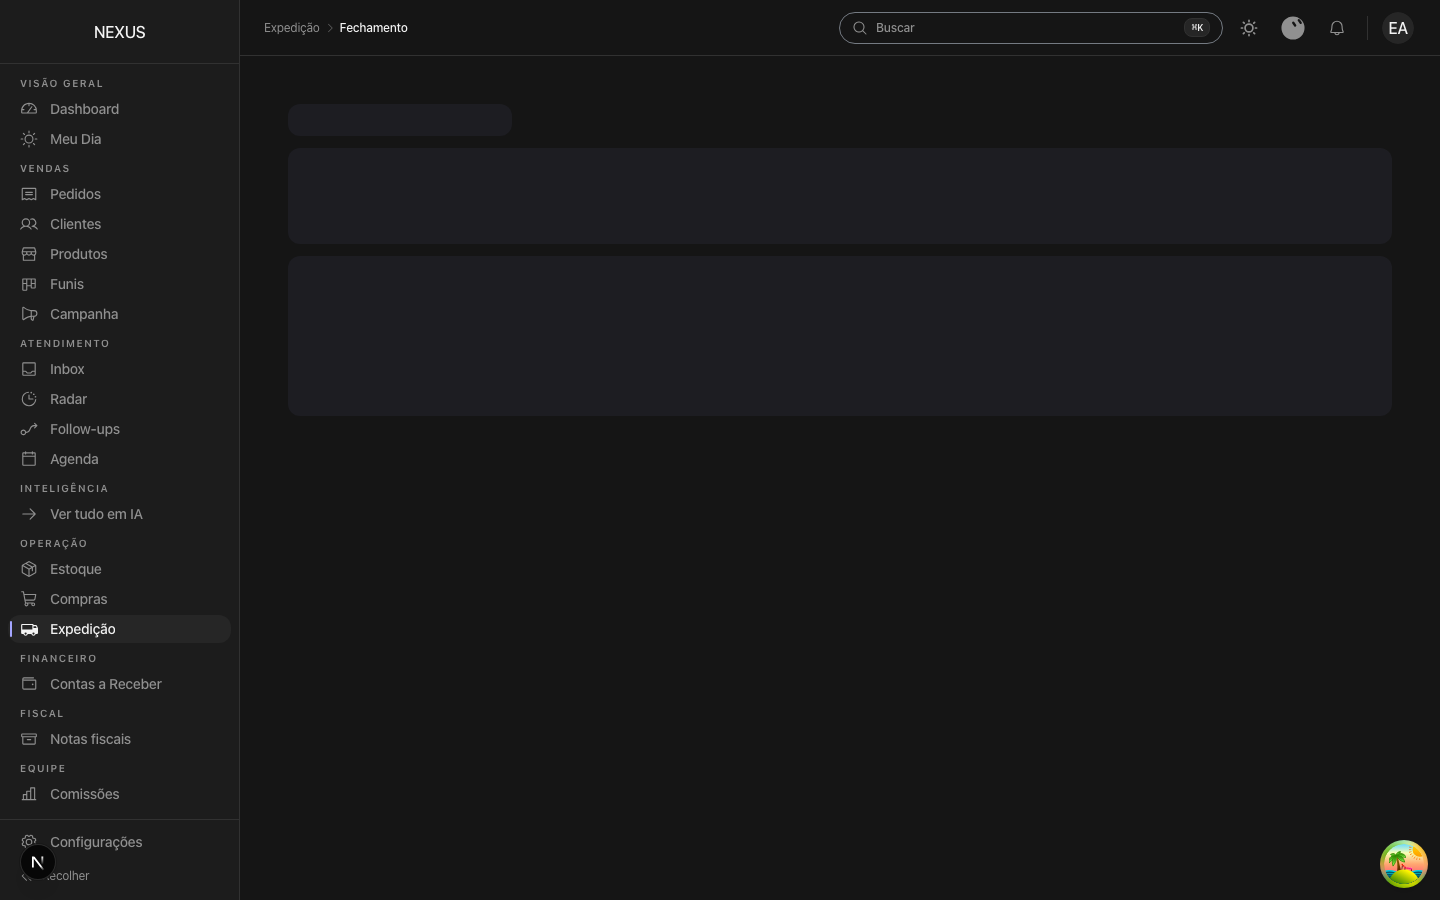 NEXUS
Expedição
Fechamento
Buscar
⌘K
EA
VISÃO GERAL
Dashboard
Meu Dia
VENDAS
Pedidos
Clientes
Produtos
Funis
Campanha
ATENDIMENTO
Inbox
Radar
Follow-ups
Agenda
INTELIGÊNCIA
Ver tudo em IA
OPERAÇÃO
Estoque
Compras
Expedição
FINANCEIRO
Contas a Receber
FISCAL
Notas fiscais
EQUIPE
Comissões
Configurações
N
ecolher